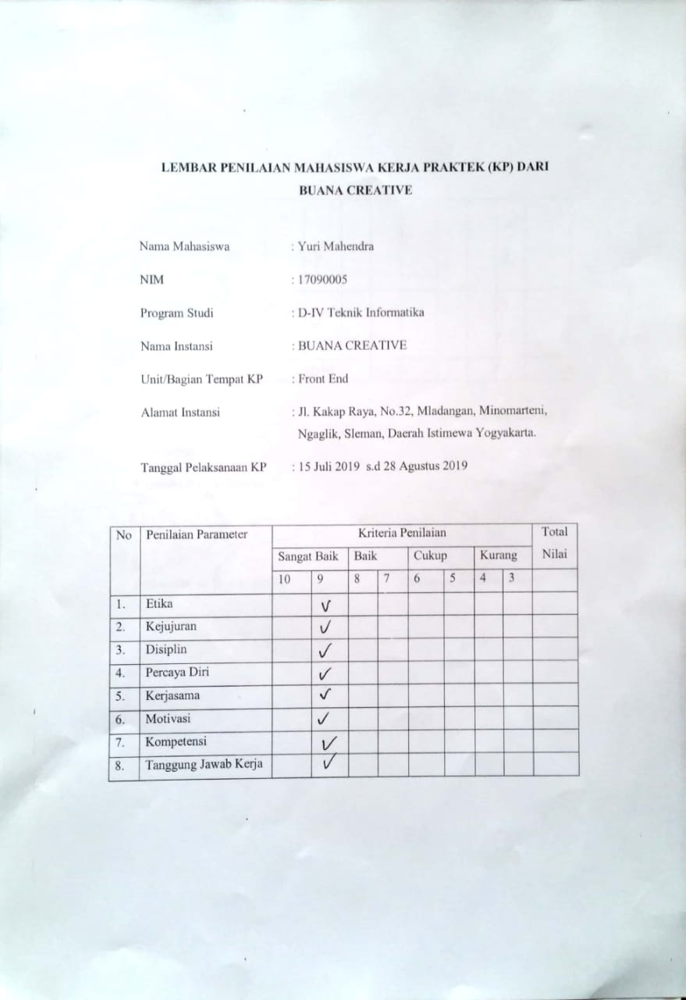 LEMBAR PENILAIAN MAHASISWA KERJA PRAKTEK (KP) DARI
BUANA CREATIVE
Nama Mahasiswa : Yuri Mahendra
NIM : 17090005
Program Studi : D-IV Teknik Informatika
Nama Instansi : BUANA CREATIVE
Unit/Bagian Tempat KP : Front End
Alamat Instansi : Jl. Kakap Raya, No.32, Mladangan, Minomarteni,
Ngaglik, Sleman, Daerah Istimewa Yogyakarta.
Tanggal Pelaksanaan KP : 15 Juli 2019 s.d 28 Agustus 2019
No Penilaian Parameter Kriteria Penilaian Total
Sangat Baik Baik Cukup Kurang Nilai
10 9 8 7 6 5 4 3
1. Etika ✓
2. Kejujuran ✓
3. Disiplin ✓
4. Percaya Diri ✓
5. Kerjasama ✓
6. Motivasi ✓
7. Kompetensi ✓
8. Tanggung Jawab Kerja ✓